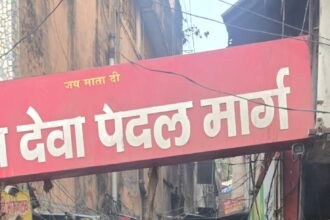 जय माता दी
देवा पेदल मार्ग